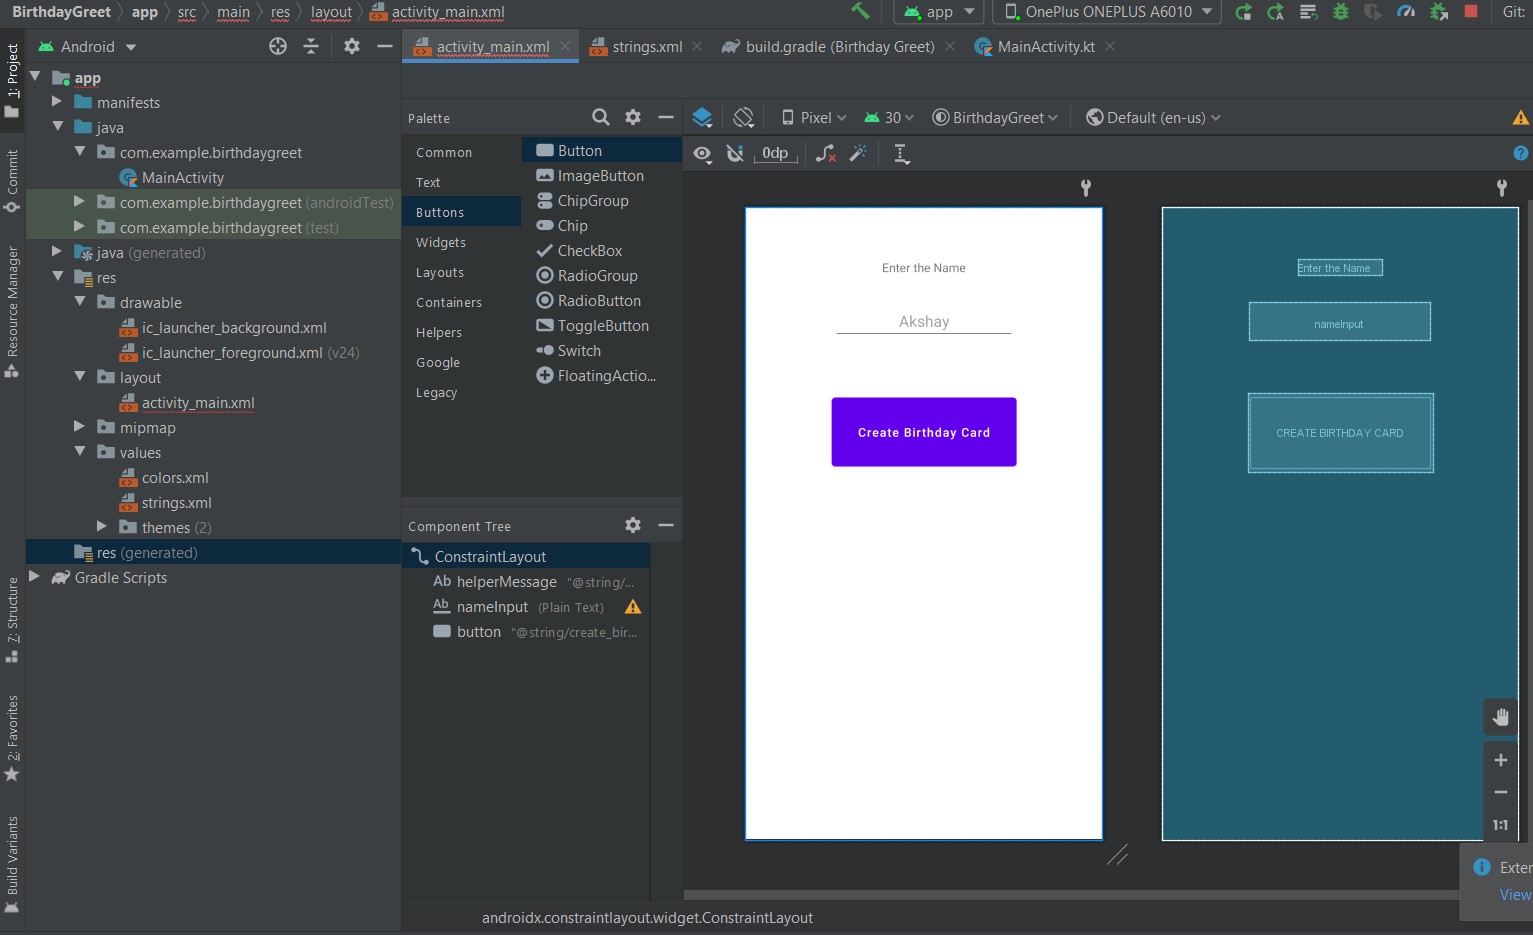 BirthdayGreet app src main res layout activity_main.xml app OnePlus ONEPLUS A6010 Git:
1: Project
Commit
Resource Manager
7: Structure
2: Favorites
Build Variants
Android
app
manifests
java
com.example.birthdaygreet
MainActivity
com.example.birthdaygreet (androidTest)
com.example.birthdaygreet (test)
java (generated)
res
drawable
ic_launcher_background.xml
ic_launcher_foreground.xml (v24)
layout
activity_main.xml
mipmap
values
colors.xml
strings.xml
themes (2)
res (generated)
Gradle Scripts
activity_main.xml strings.xml build.gradle (Birthday Greet) MainActivity.kt
Palette
Common
Text
Buttons
Widgets
Layouts
Containers
Helpers
Google
Legacy
Button
ImageButton
ChipGroup
Chip
CheckBox
RadioGroup
RadioButton
ToggleButton
Switch
FloatingActio...
Component Tree
ConstraintLayout
Ab helperMessage "@string/...
Ab nameInput (Plain Text)
button "@string/create_bir...
Pixel 30 BirthdayGreet Default (en-us)
0dp
Enter the Name
Akshay
Create Birthday Card
Enter the Name
nameInput
CREATE BIRTHDAY CARD
1:1
Exter
View
androidx.constraintlayout.widget.ConstraintLayout